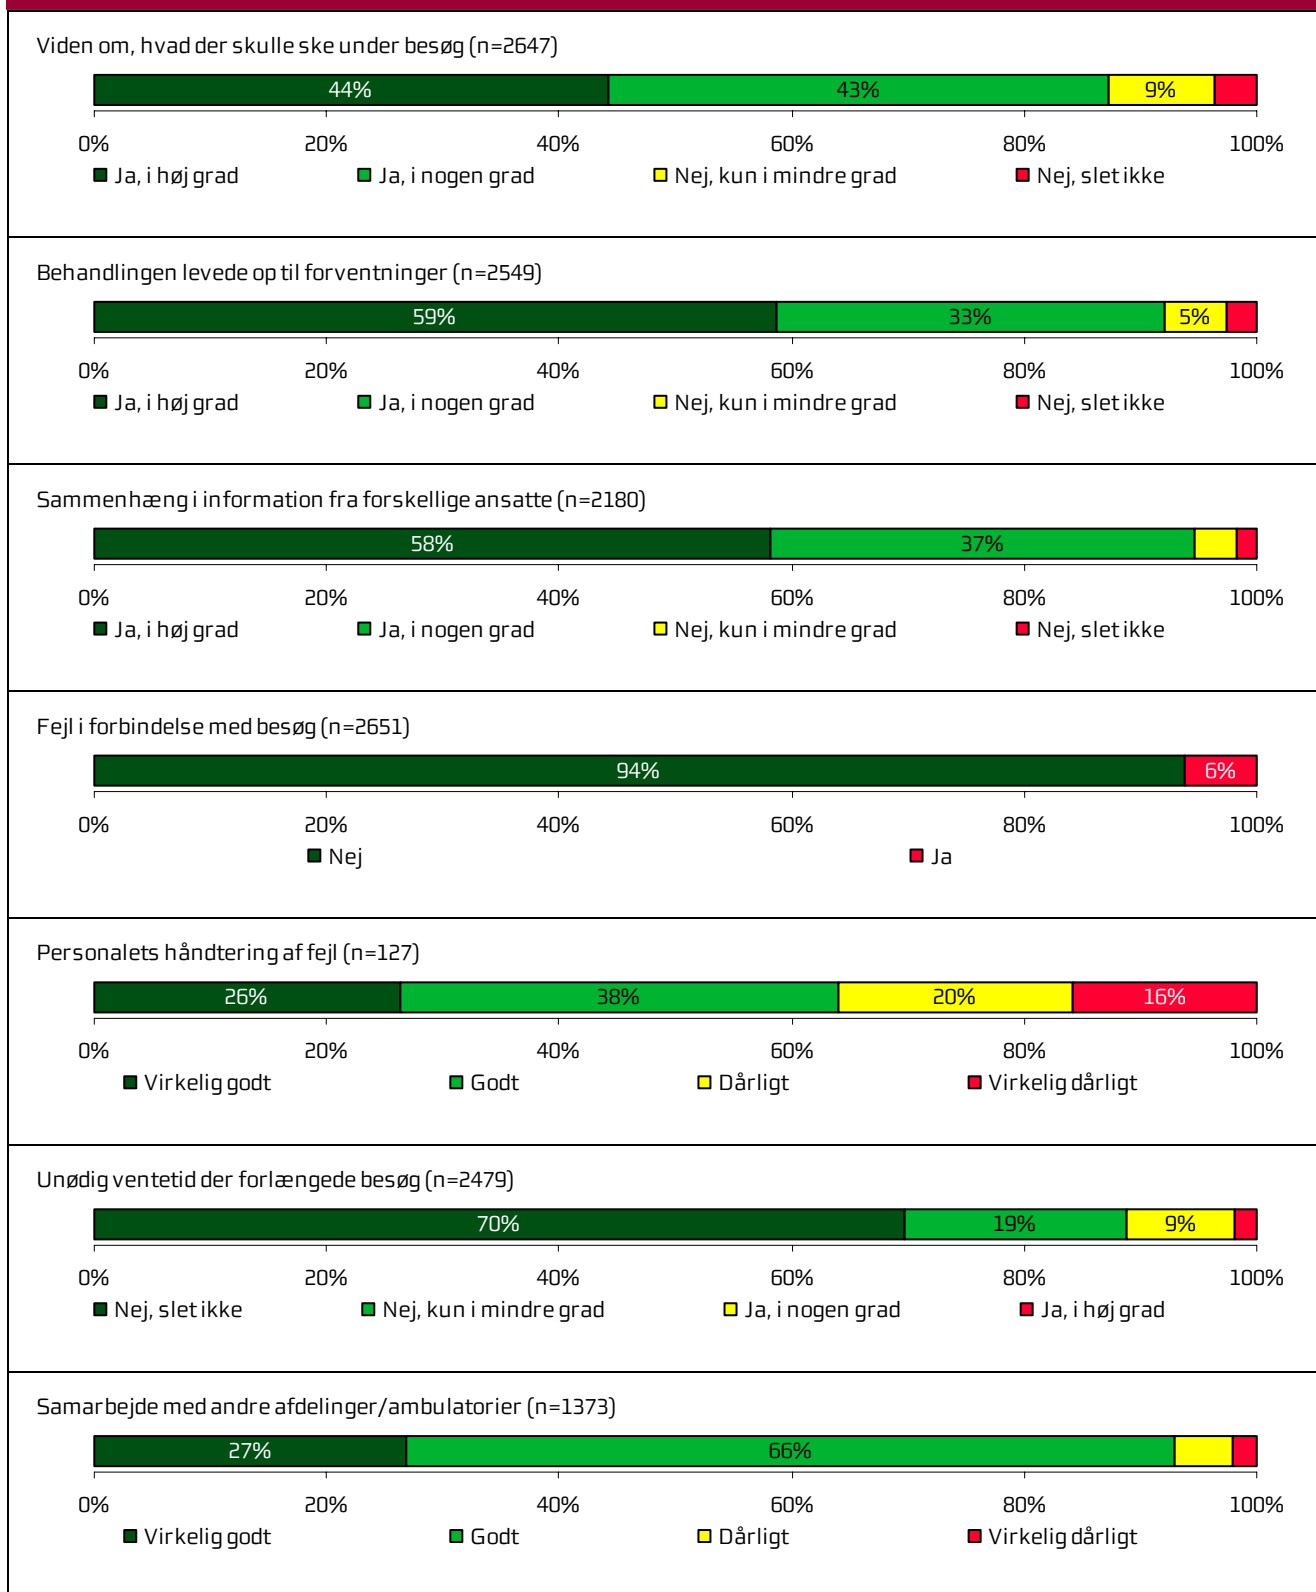 Viden om, hvad der skulle ske under besøg (n=2647)
44% 43% 9%
0% 20% 40% 60% 80% 100%
Ja, i høj grad Ja, i nogen grad Nej, kun i mindre grad Nej, slet ikke
Behandlingen levede op til forventninger (n=2549)
59% 33% 5%
0% 20% 40% 60% 80% 100%
Ja, i høj grad Ja, i nogen grad Nej, kun i mindre grad Nej, slet ikke
Sammenhæng i information fra forskellige ansatte (n=2180)
58% 37%
0% 20% 40% 60% 80% 100%
Ja, i høj grad Ja, i nogen grad Nej, kun i mindre grad Nej, slet ikke
Fejl i forbindelse med besøg (n=2651)
94% 6%
0% 20% 40% 60% 80% 100%
Nej Ja
Personalets håndtering af fejl (n=127)
26% 38% 20% 16%
0% 20% 40% 60% 80% 100%
Virkelig godt Godt Dårligt Virkelig dårligt
Unødig ventetid der forlængede besøg (n=2479)
70% 19% 9%
0% 20% 40% 60% 80% 100%
Nej, slet ikke Nej, kun i mindre grad Ja, i nogen grad Ja, i høj grad
Samarbejde med andre afdelinger/ambulatorier (n=1373)
27% 66%
0% 20% 40% 60% 80% 100%
Virkelig godt Godt Dårligt Virkelig dårligt